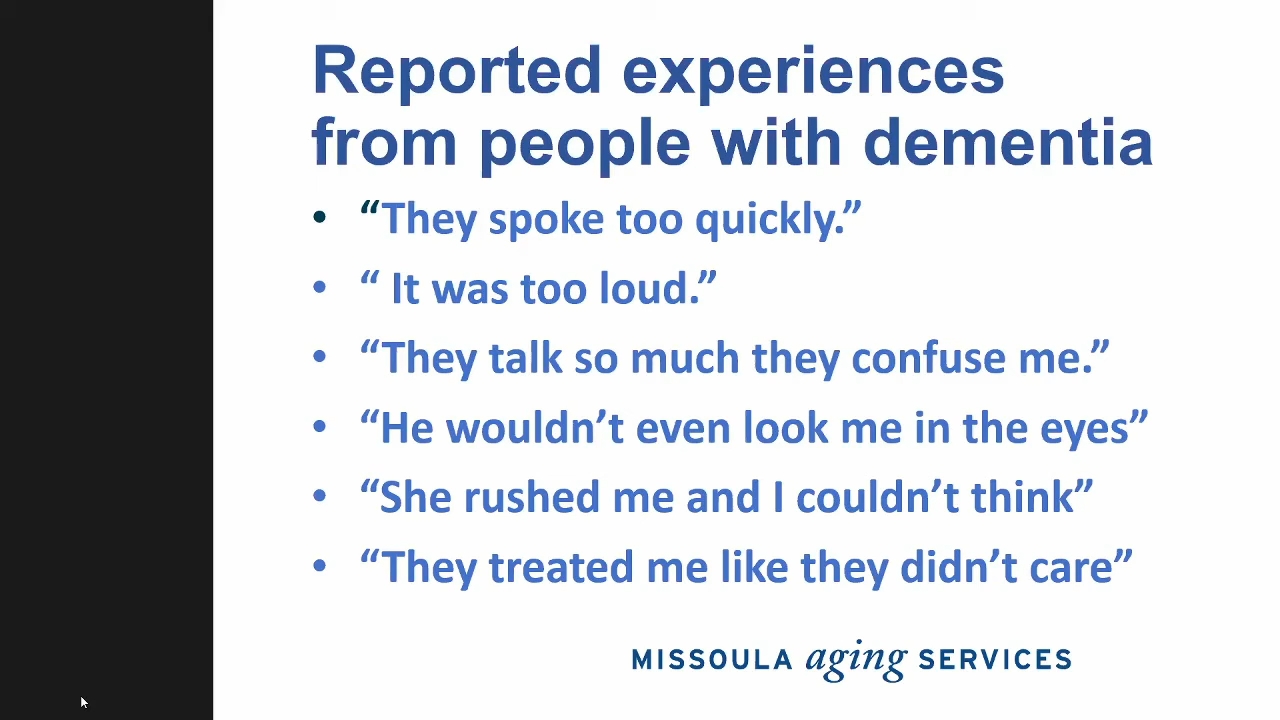 Reported experiences
from people with dementia
• “They spoke too quickly.”
• “ It was too loud.”
• “They talk so much they confuse me.”
• “He wouldn’t even look me in the eyes”
• “She rushed me and I couldn’t think”
• “They treated me like they didn’t care”
MISSOULA aging SERVICES